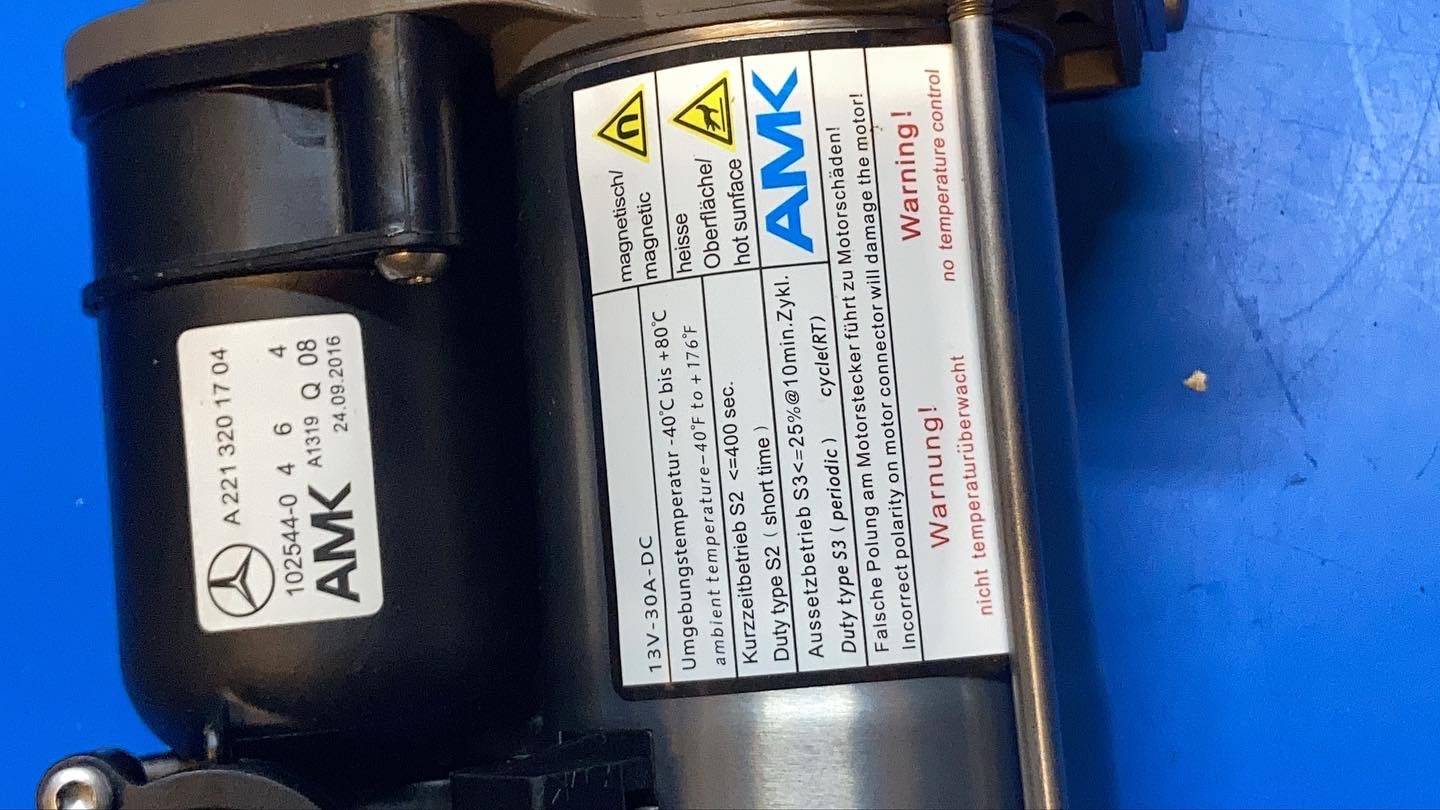 A 221 320 17 04
102544-0 4 6 4
AMK A1319 Q 08
24.09.2016
magnetisch/
magnetic
heisse
Oberfläche/
hot sunface
AMK
13V-30A-DC
Umgebungstemperatur -40℃ bis +80℃
ambient temperature-40°F to +176°F
Kurzzeitbetrieb S2 <=400 sec.
Duty type S2 ( short time )
Aussetzbetrieb S3<=25%@10min.Zykl.
Duty type S3 ( periodic ) cycle(RT)
Falsche Polung am Motorstecker führt zu Motorschäden!
Incorrect polarity on motor connector will damage the motor!
Warnung! Warning!
nicht temperaturüberwacht no temperature control